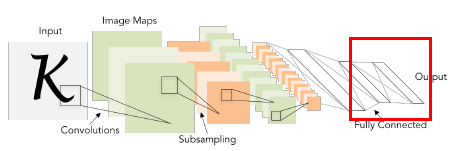 Input
Image Maps
K
Output
Convolutions
Subsampling
Fully Connected